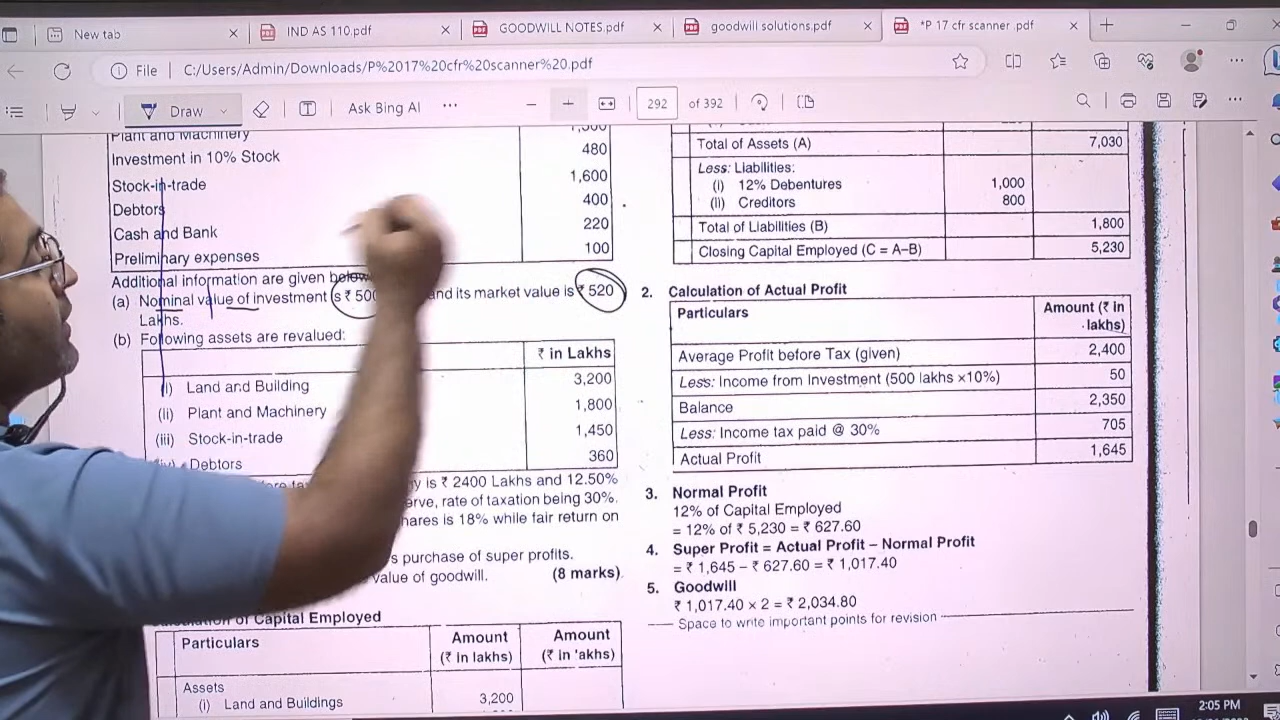 New tab
IND AS 110.pdf
GOODWILL NOTES.pdf
goodwill solutions.pdf
*P 17 cfr scanner .pdf
File | C:/Users/Admin/Downloads/P%2017%20cfr%20scanner%20.pdf
Draw
Ask Bing AI
292 of 392
Plant and Machinery 1,500
Investment in 10% Stock 480
Stock-in-trade 1,600
Debtors 400
Cash and Bank 220
Preliminary expenses 100
Additional information are given below
(a) Nominal value of investment is ₹ 500 and its market value is ₹ 520
Lakhs.
(b) Following assets are revalued:
₹ in Lakhs
(i) Land and Building 3,200
(ii) Plant and Machinery 1,800
(iii) Stock-in-trade 1,450
Debtors 360
y is ₹ 2400 Lakhs and 12.50%
erve, rate of taxation being 30%.
hares is 18% while fair return on
s purchase of super profits.
value of goodwill. (8 marks)
Capital Employed
Particulars Amount (₹ in lakhs) Amount (₹ in 'akhs)
Assets
(i) Land and Buildings 3,200
Total of Assets (A) 7,030
Less: Liabilities:
(i) 12% Debentures 1,000
(ii) Creditors 800
Total of Liabilities (B) 1,800
Closing Capital Employed (C = A–B) 5,230
2. Calculation of Actual Profit
Particulars Amount (₹ in lakhs)
Average Profit before Tax (given) 2,400
Less: Income from Investment (500 lakhs ×10%) 50
Balance 2,350
Less: Income tax paid @ 30% 705
Actual Profit 1,645
3. Normal Profit
12% of Capital Employed
= 12% of ₹ 5,230 = ₹ 627.60
4. Super Profit = Actual Profit – Normal Profit
= ₹ 1,645 – ₹ 627.60 = ₹ 1,017.40
5. Goodwill
₹ 1,017.40 × 2 = ₹ 2,034.80
Space to write important points for revision
2:05 PM